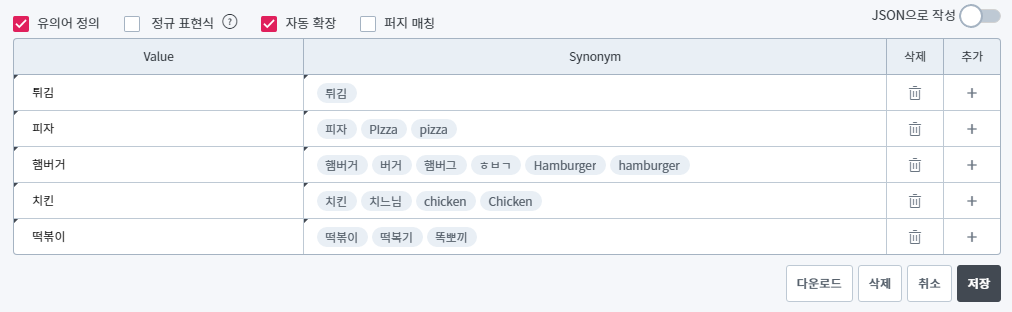 유의어 정의 정규 표현식 ? 자동 확장 퍼지 매칭 JSON으로 작성
Value Synonym 삭제 추가
튀김 튀김
피자 피자 PIzza pizza
햄버거 햄버거 버거 햄버그 ㅎㅂㄱ Hamburger hamburger
치킨 치킨 치느님 chicken Chicken
떡볶이 떡볶이 떡복기 똑뽀끼
다운로드 삭제 취소 저장